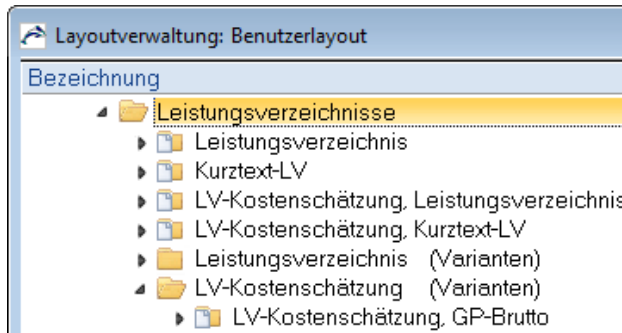 Layoutverwaltung: Benutzerlayout
Bezeichnung
Leistungsverzeichnisse
Leistungsverzeichnis
Kurztext-LV
LV-Kostenschätzung, Leistungsverzeichnis
LV-Kostenschätzung, Kurztext-LV
Leistungsverzeichnis (Varianten)
LV-Kostenschätzung (Varianten)
LV-Kostenschätzung, GP-Brutto